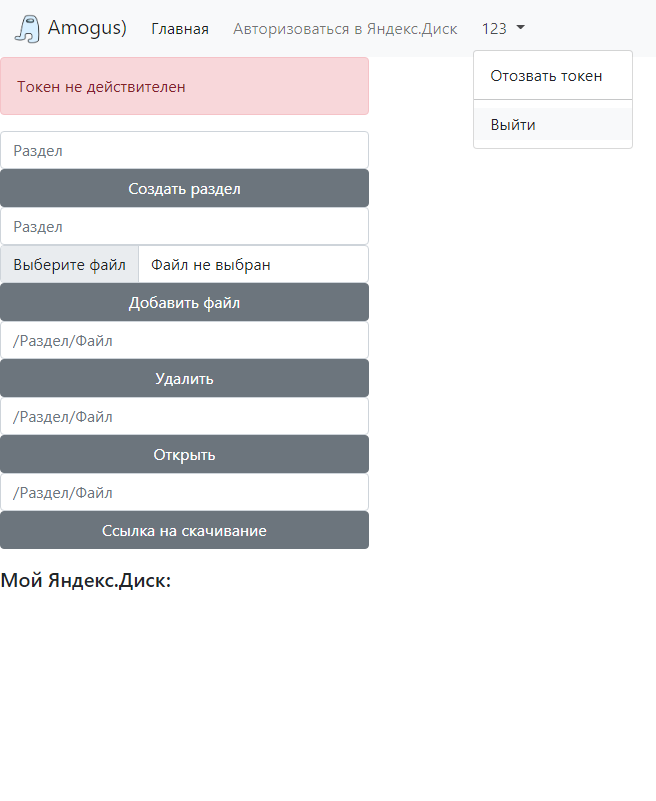 Amogus) Главная Авторизоваться в Яндекс.Диск 123
Отозвать токен
Выйти
Токен не действителен
Раздел
Создать раздел
Раздел
Выберите файл Файл не выбран
Добавить файл
/Раздел/Файл
Удалить
/Раздел/Файл
Открыть
/Раздел/Файл
Ссылка на скачивание
Мой Яндекс.Диск: